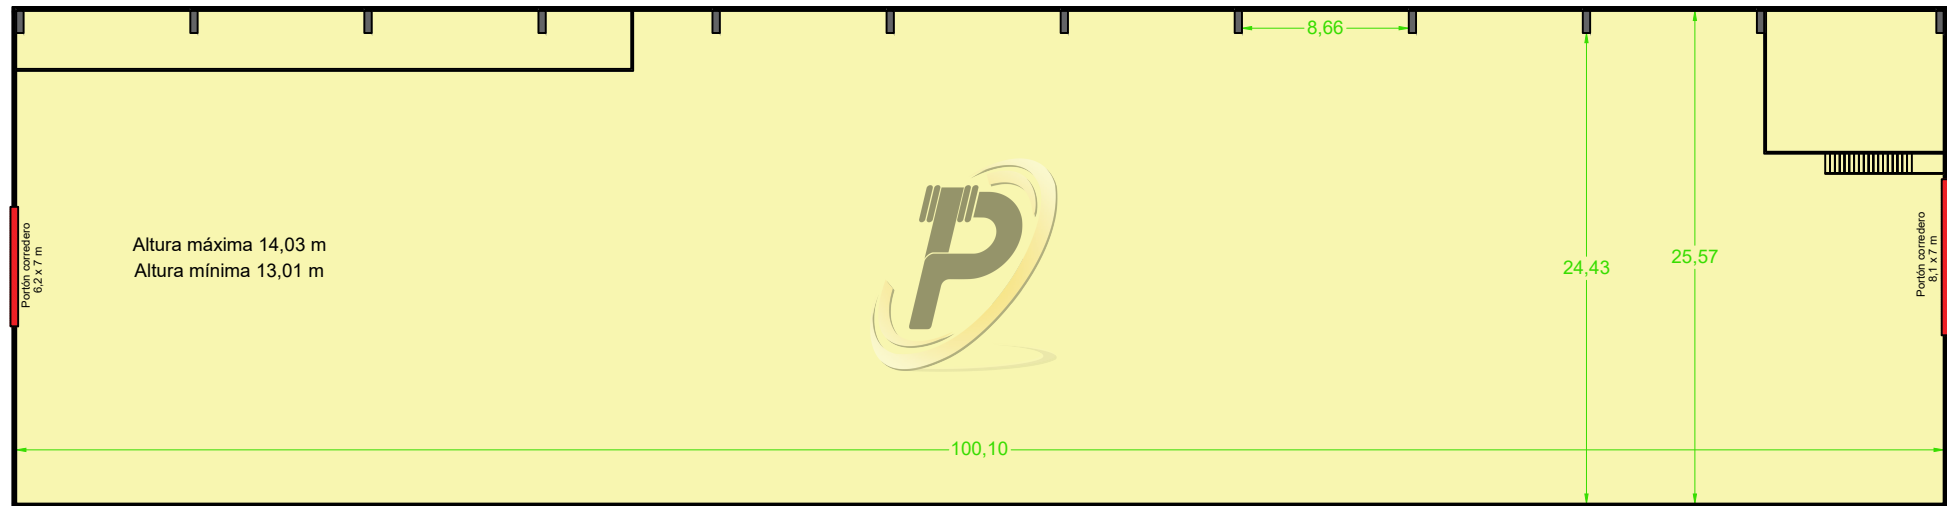 8,66
Altura máxima 14,03 m
Altura mínima 13,01 m
Portón corredero
6,2 x 7 m
24,43
25,57
Portón corredero
8,1 x 7 m
100,10